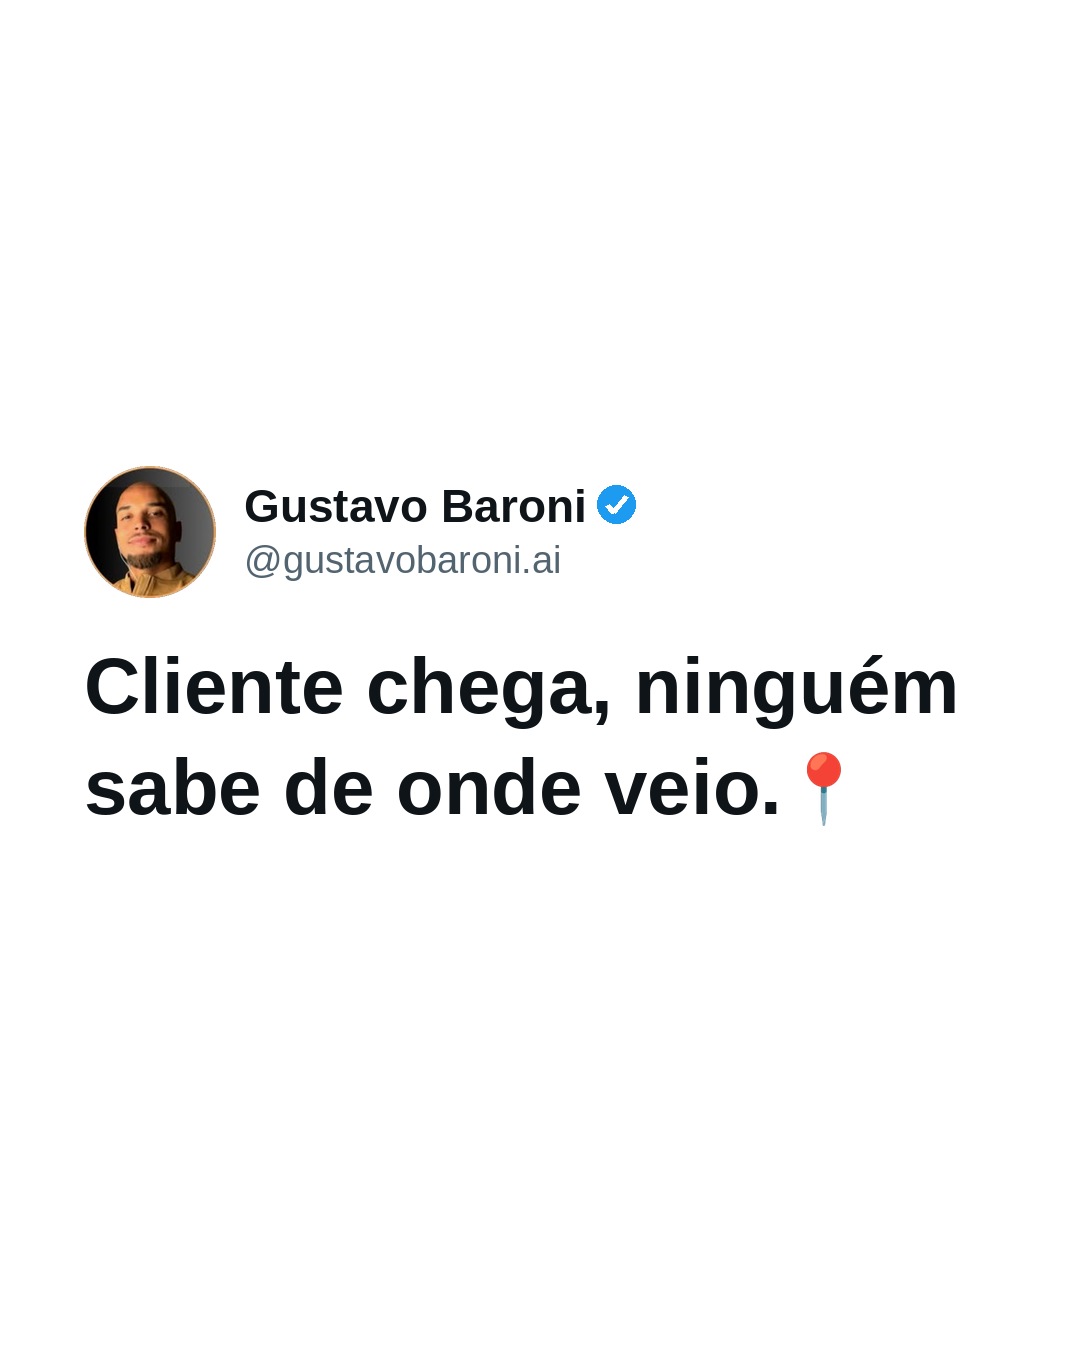 Gustavo Baroni
@gustavobaroni.ai
Cliente chega, ninguém
sabe de onde veio.📍